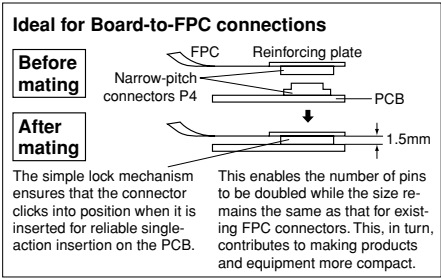 Ideal for Board-to-FPC connections
Before
mating
FPC
Reinforcing plate
Narrow-pitch
connectors P4
PCB
After
mating
1.5mm
The simple lock mechanism
ensures that the connector
clicks into position when it is
inserted for reliable single-
action insertion on the PCB.
This enables the number of pins
to be doubled while the size re-
mains the same as that for exist-
ing FPC connectors. This, in turn,
contributes to making products
and equipment more compact.